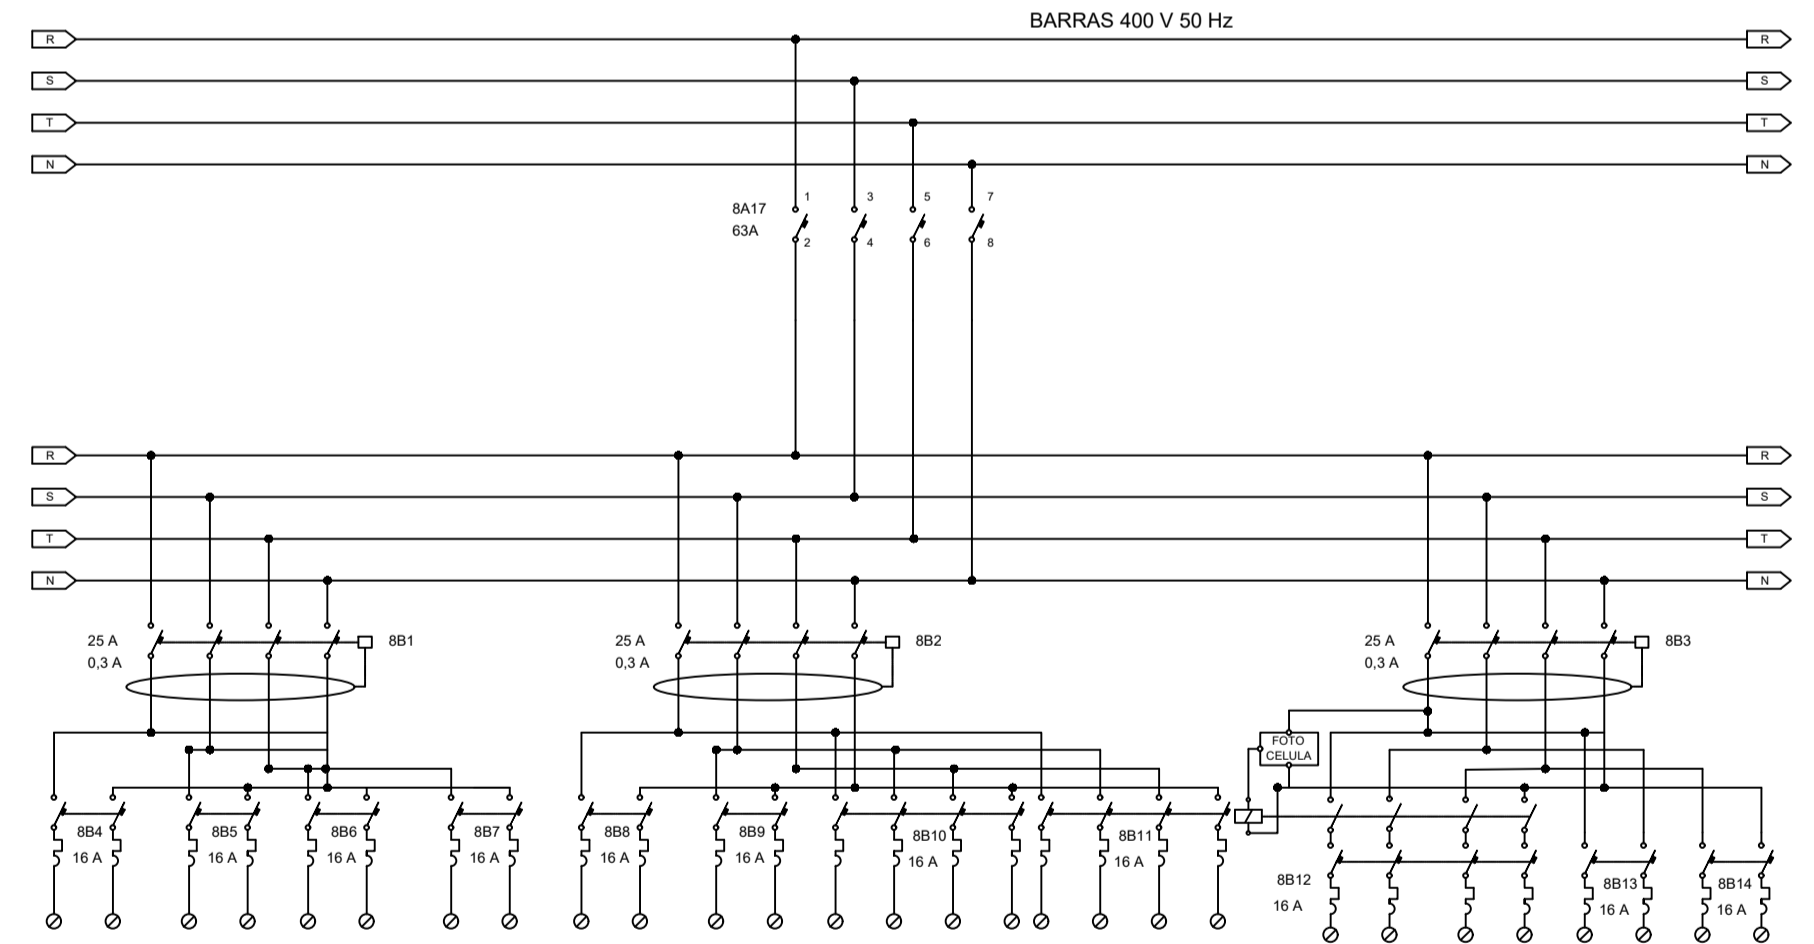 BARRAS 400 V 50 Hz
R R
S S
T T
N N
1 3 5 7
8A17
63A
2 4 6 8
R R
S S
T T
N N
25 A 8B1 25 A 8B2 25 A 8B3
0,3 A 0,3 A 0,3 A
FOTO
CELULA
8B4 8B5 8B6 8B7 8B8 8B9 8B10 8B11
16 A 16 A 16 A 16 A 16 A 16 A 16 A 16 A
8B12 8B13 8B14
16 A 16 A 16 A